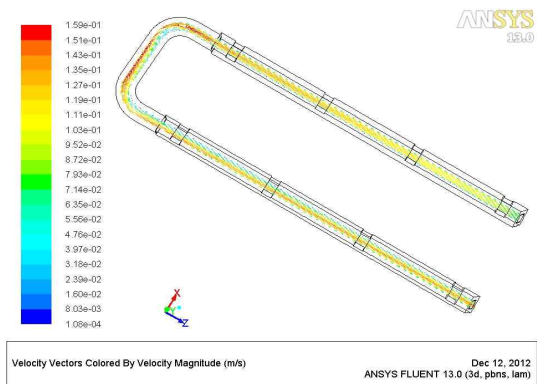 ANSYS
13.0
1.59e-01
1.51e-01
1.43e-01
1.35e-01
1.27e-01
1.19e-01
1.11e-01
1.03e-01
9.52e-02
8.72e-02
7.93e-02
7.14e-02
6.35e-02
5.56e-02
4.76e-02
3.97e-02
3.18e-02
2.39e-02
1.60e-02
8.03e-03
1.08e-04
X
Y
Z
Velocity Vectors Colored By Velocity Magnitude (m/s)
Dec 12, 2012
ANSYS FLUENT 13.0 (3d, pbns, lam)